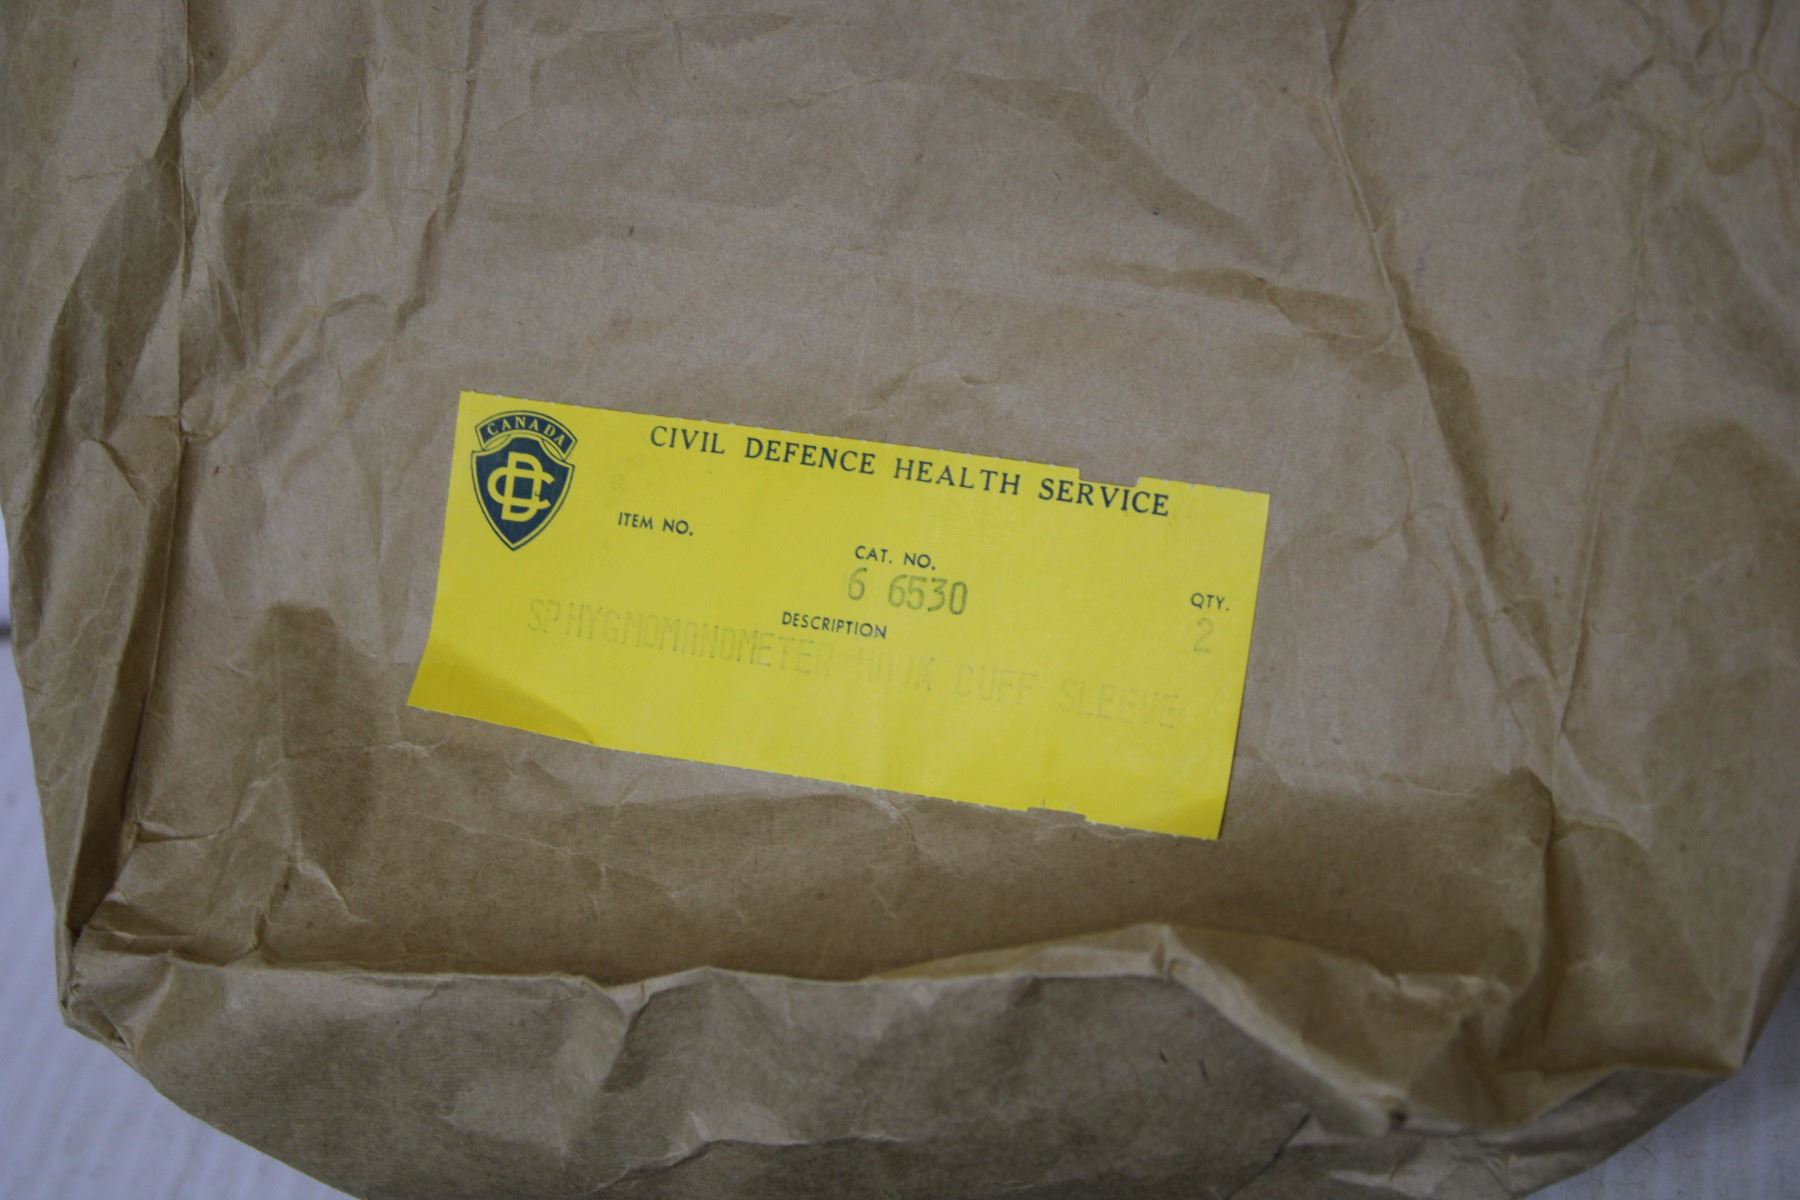 CANADA
CD
CIVIL DEFENCE HEALTH SERVICE
ITEM NO.
CAT. NO.
6 6530
QTY.
2
DESCRIPTION
SPHYGMOMANOMETER HOOK CUFF SLEEVE